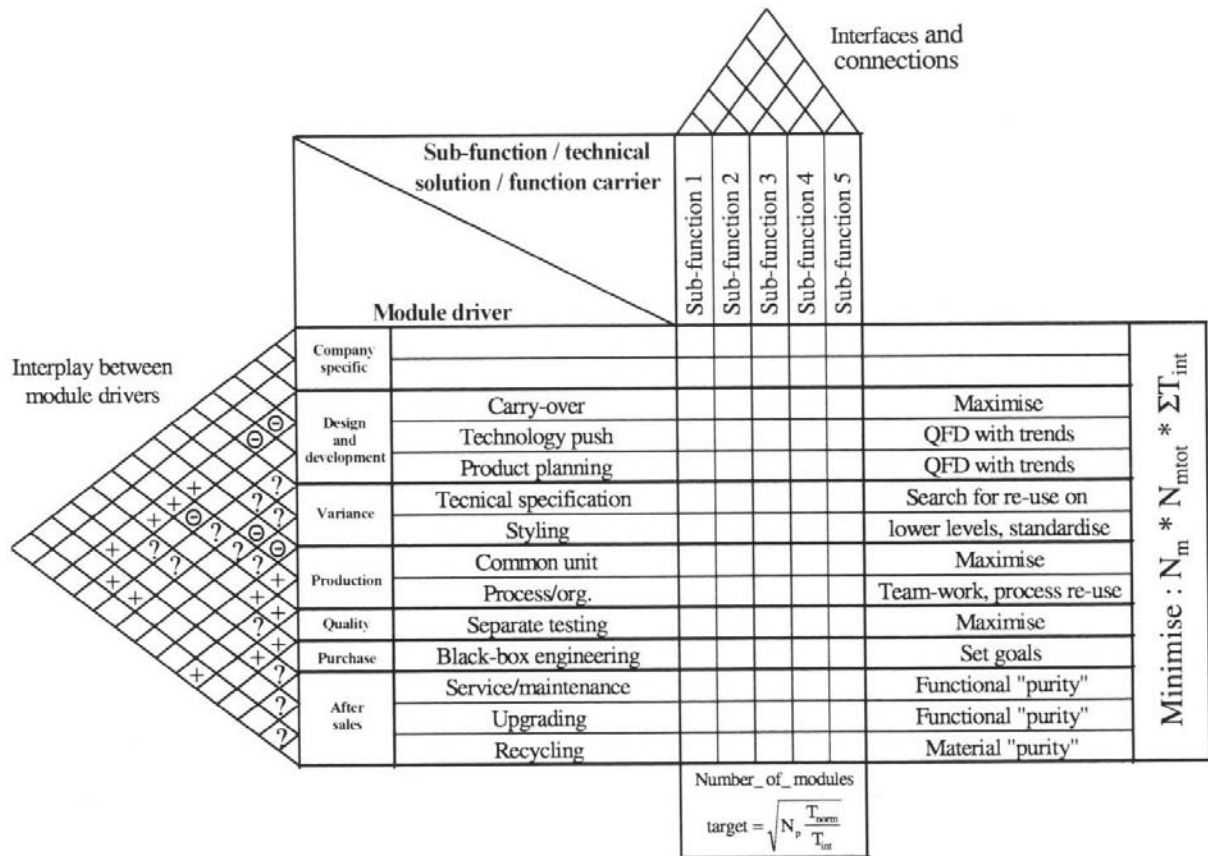 Interfaces and
connections
Sub-function / technical
solution / function carrier
Module driver
Sub-function 1
Sub-function 2
Sub-function 3
Sub-function 4
Sub-function 5
Interplay between
module drivers
Company
specific
Design
and
development
Carry-over
Maximise
Technology push
QFD with trends
Product planning
QFD with trends
Variance
Tecnical specification
Search for re-use on
Styling
lower levels, standardise
Production
Common unit
Maximise
Process/org.
Team-work, process re-use
Quality
Separate testing
Maximise
Purchase
Black-box engineering
Set goals
After
sales
Service/maintenance
Functional "purity"
Upgrading
Functional "purity"
Recycling
Material "purity"
Minimise : N_m * N_mtot * ΣT_int
Number_of_modules
target = √(N_p T_norm / T_int)